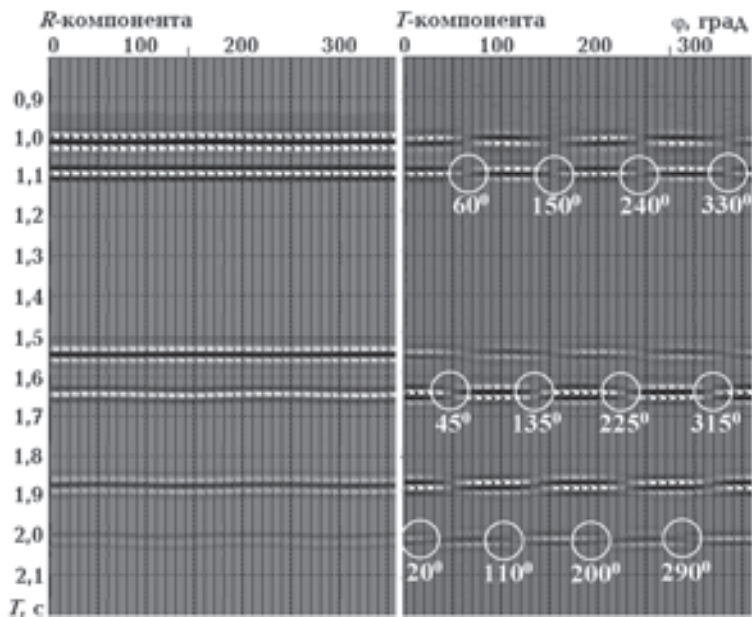 R-компонента T-компонента φ, град
0 100 200 300 0 100 200 300
0,9
1,0
1,1
60⁰ 150⁰ 240⁰ 330⁰
1,2
1,3
1,4
1,5
1,6
45⁰ 135⁰ 225⁰ 315⁰
1,7
1,8
1,9
2,0
20⁰ 110⁰ 200⁰ 290⁰
2,1
T, с